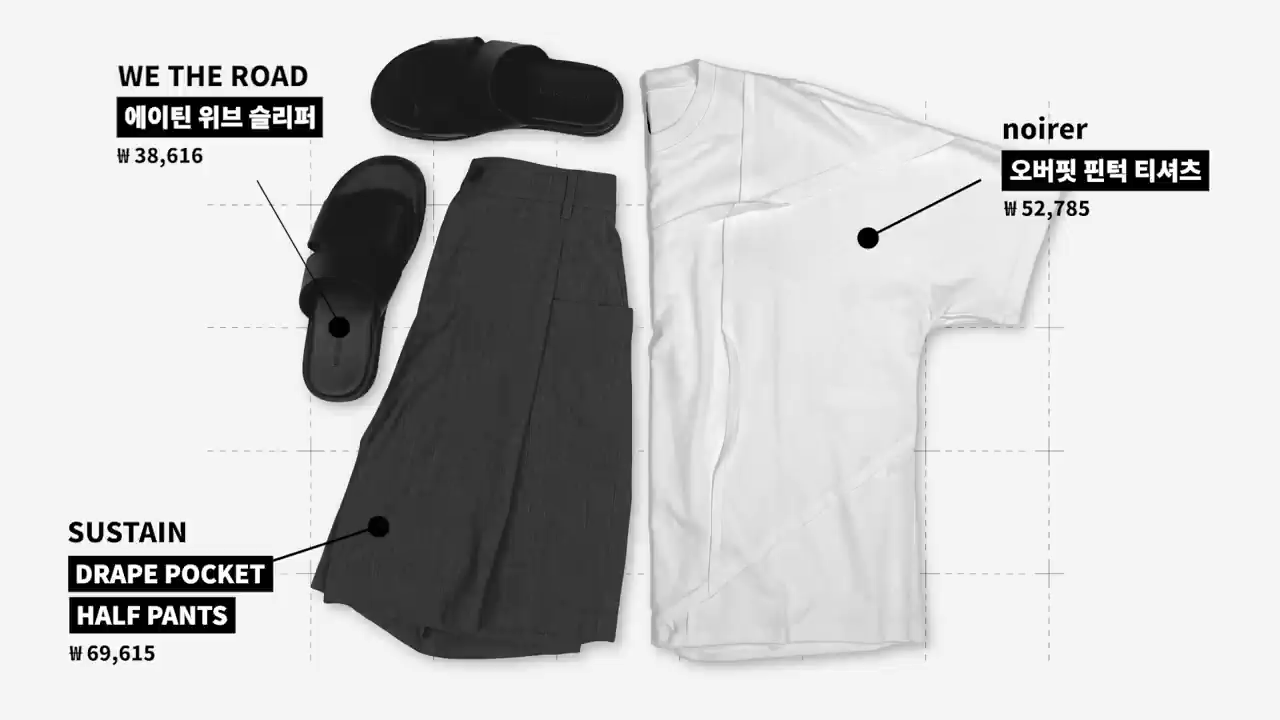 WE THE ROAD
에이틴 위브 슬리퍼
₩ 38,616
noirer
오버핏 핀턱 티셔츠
₩ 52,785
SUSTAIN
DRAPE POCKET
HALF PANTS
₩ 69,615